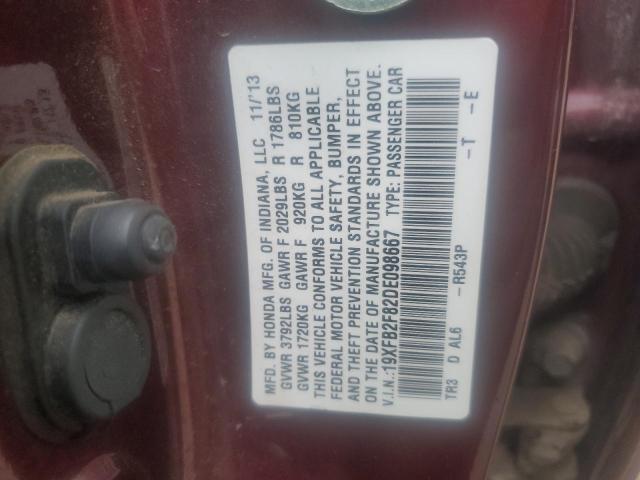 MFD. BY HONDA MFG. OF INDIANA, LLC 11/'13
GVWR 3792LBS GAWR F 2029LBS R 1786LBS
GVWR 1720KG GAWR F 920KG R 810KG
THIS VEHICLE CONFORMS TO ALL APPLICABLE
FEDERAL MOTOR VEHICLE SAFETY, BUMPER,
AND THEFT PREVENTION STANDARDS IN EFFECT
ON THE DATE OF MANUFACTURE SHOWN ABOVE.
V.I.N.:19XFB2F82DE098667 TYPE: PASSENGER CAR
-R543P -T -E
TR3 D AL6